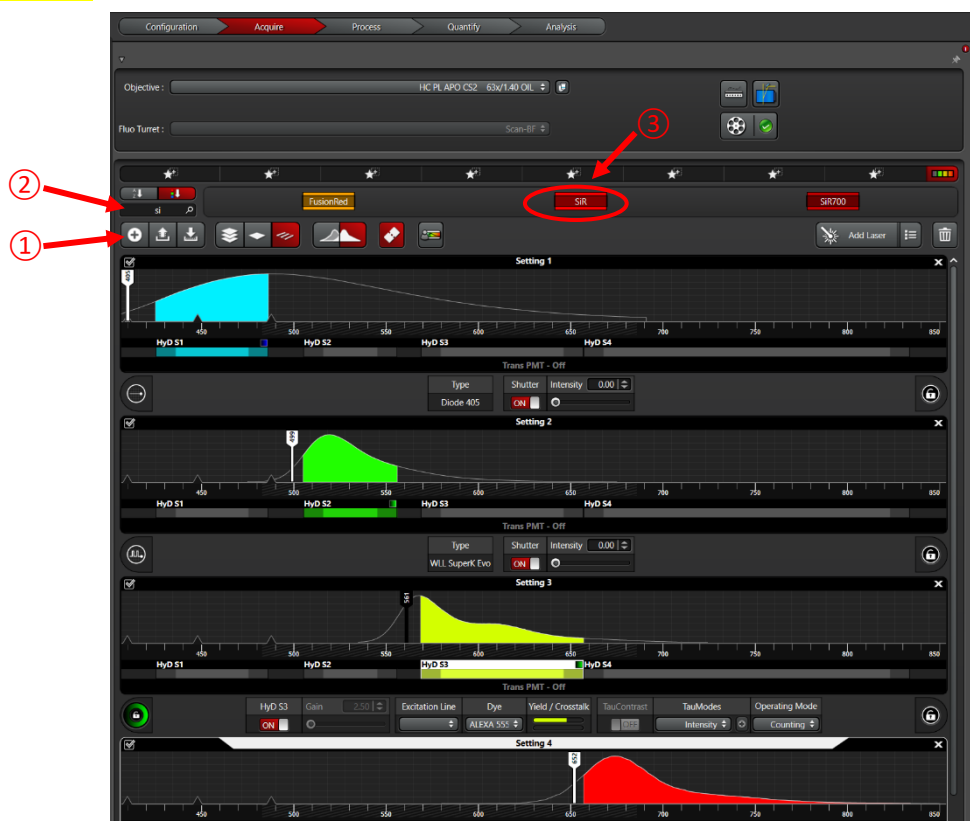 Configuration Acquire Process Quantify Analysis
Objective : HC PL APO CS2 63x/1.40 OIL
③
Fluo Turret : Scan-BF
②
si FusionRed SiR SiR700
①
Add Laser
Setting 1
405
450 500 550 600 650 700 750 800 850
HyD S1 HyD S2 HyD S3 HyD S4
Trans PMT - Off
Type Shutter Intensity 0.00
Diode 405 ON
Setting 2
499
450 500 550 600 650 700 750 800 850
HyD S1 HyD S2 HyD S3 HyD S4
Trans PMT - Off
Type Shutter Intensity 0.00
WLL SuperK Evo ON
Setting 3
561
450 500 550 600 650 700 750 800 850
HyD S1 HyD S2 HyD S3 HyD S4
Trans PMT - Off
HyD S3 Gain 2.50 Excitation Line Dye Yield / Crosstalk TauContrast TauModes Operating Mode
ON ALEXA 555 OFF Intensity Counting
Setting 4
652
450 500 550 600 650 700 750 800 850